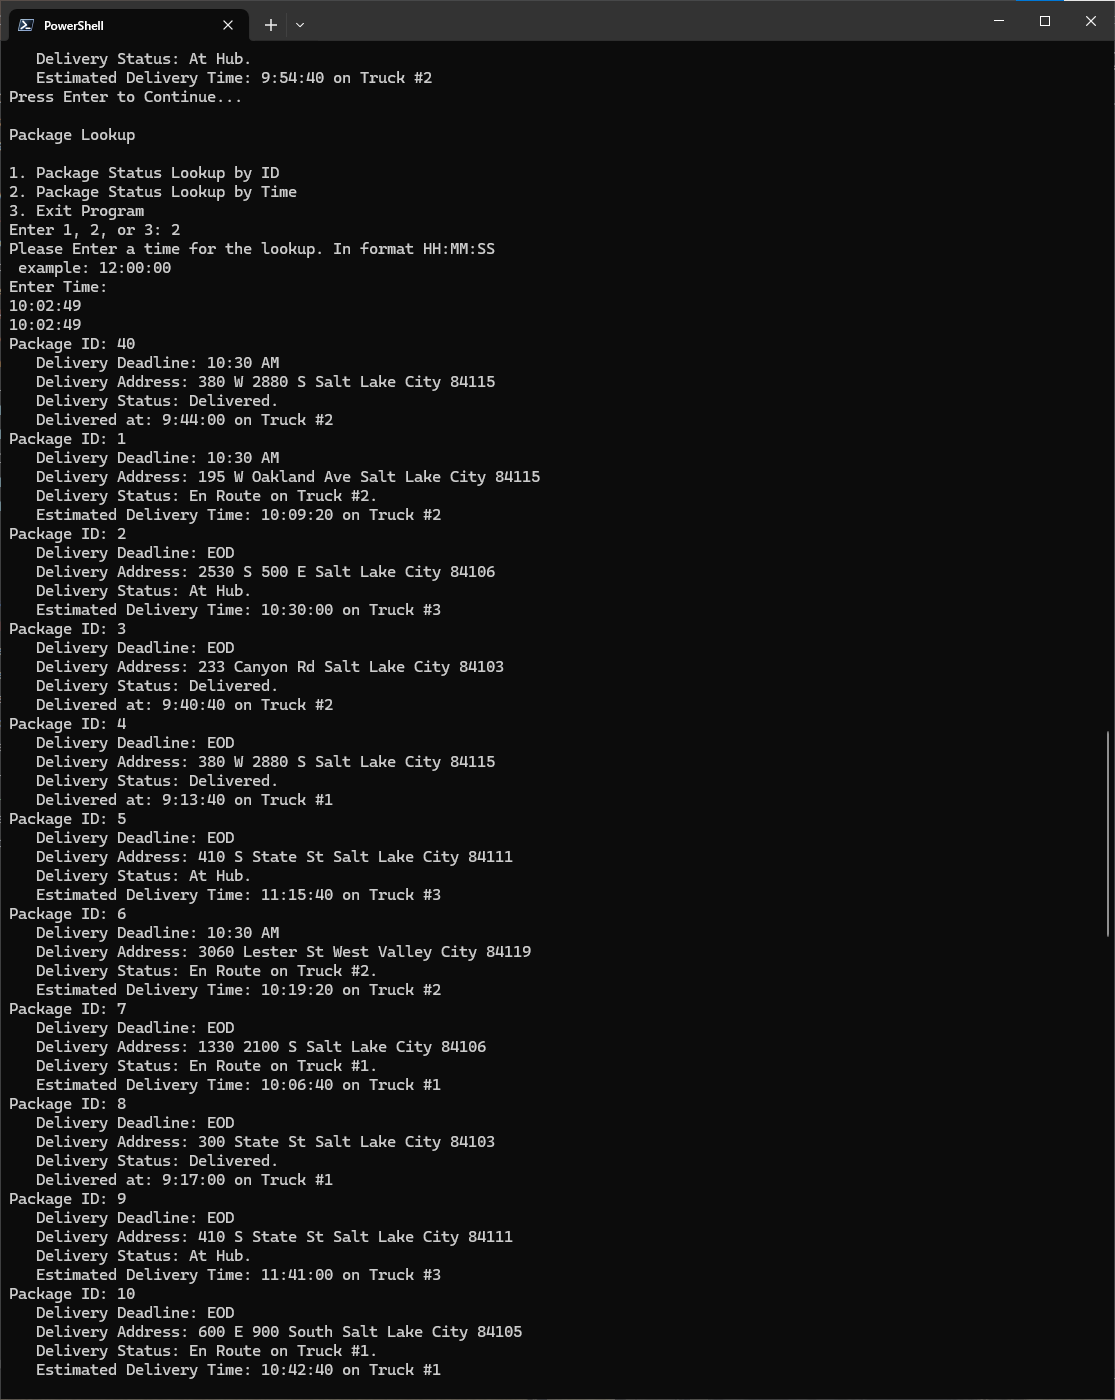 PowerShell
Delivery Status: At Hub.
Estimated Delivery Time: 9:54:40 on Truck #2
Press Enter to Continue...
Package Lookup
1. Package Status Lookup by ID
2. Package Status Lookup by Time
3. Exit Program
Enter 1, 2, or 3: 2
Please Enter a time for the lookup. In format HH:MM:SS
example: 12:00:00
Enter Time:
10:02:49
10:02:49
Package ID: 40
Delivery Deadline: 10:30 AM
Delivery Address: 380 W 2880 S Salt Lake City 84115
Delivery Status: Delivered.
Delivered at: 9:44:00 on Truck #2
Package ID: 1
Delivery Deadline: 10:30 AM
Delivery Address: 195 W Oakland Ave Salt Lake City 84115
Delivery Status: En Route on Truck #2.
Estimated Delivery Time: 10:09:20 on Truck #2
Package ID: 2
Delivery Deadline: EOD
Delivery Address: 2530 S 500 E Salt Lake City 84106
Delivery Status: At Hub.
Estimated Delivery Time: 10:30:00 on Truck #3
Package ID: 3
Delivery Deadline: EOD
Delivery Address: 233 Canyon Rd Salt Lake City 84103
Delivery Status: Delivered.
Delivered at: 9:40:40 on Truck #2
Package ID: 4
Delivery Deadline: EOD
Delivery Address: 380 W 2880 S Salt Lake City 84115
Delivery Status: Delivered.
Delivered at: 9:13:40 on Truck #1
Package ID: 5
Delivery Deadline: EOD
Delivery Address: 410 S State St Salt Lake City 84111
Delivery Status: At Hub.
Estimated Delivery Time: 11:15:40 on Truck #3
Package ID: 6
Delivery Deadline: 10:30 AM
Delivery Address: 3060 Lester St West Valley City 84119
Delivery Status: En Route on Truck #2.
Estimated Delivery Time: 10:19:20 on Truck #2
Package ID: 7
Delivery Deadline: EOD
Delivery Address: 1330 2100 S Salt Lake City 84106
Delivery Status: En Route on Truck #1.
Estimated Delivery Time: 10:06:40 on Truck #1
Package ID: 8
Delivery Deadline: EOD
Delivery Address: 300 State St Salt Lake City 84103
Delivery Status: Delivered.
Delivered at: 9:17:00 on Truck #1
Package ID: 9
Delivery Deadline: EOD
Delivery Address: 410 S State St Salt Lake City 84111
Delivery Status: At Hub.
Estimated Delivery Time: 11:41:00 on Truck #3
Package ID: 10
Delivery Deadline: EOD
Delivery Address: 600 E 900 South Salt Lake City 84105
Delivery Status: En Route on Truck #1.
Estimated Delivery Time: 10:42:40 on Truck #1